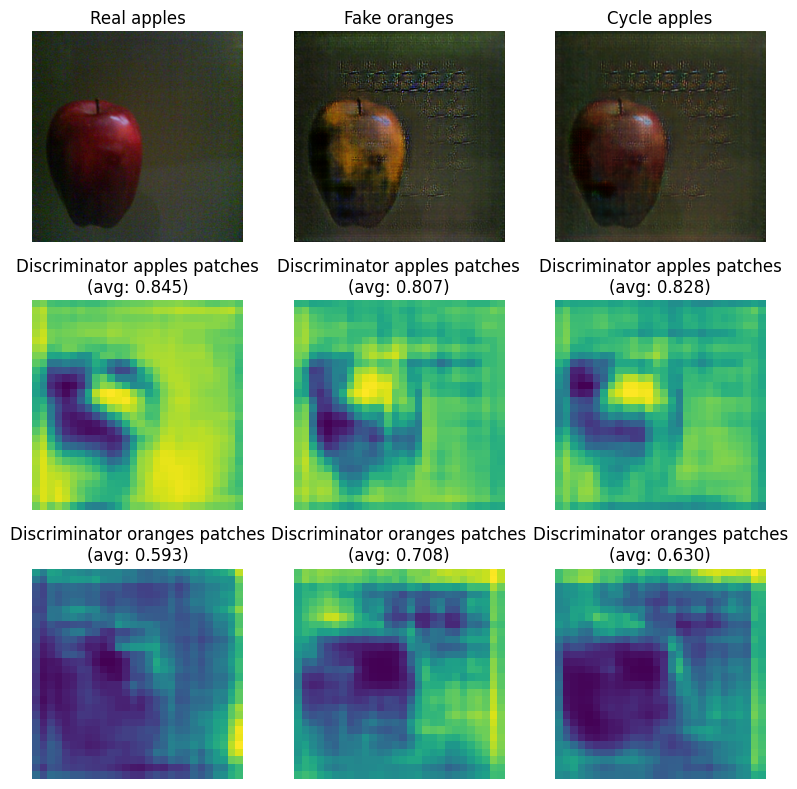 Real apples
Fake oranges
Cycle apples
Discriminator apples patches
(avg: 0.845)
Discriminator apples patches
(avg: 0.807)
Discriminator apples patches
(avg: 0.828)
Discriminator oranges patches
(avg: 0.593)
Discriminator oranges patches
(avg: 0.708)
Discriminator oranges patches
(avg: 0.630)